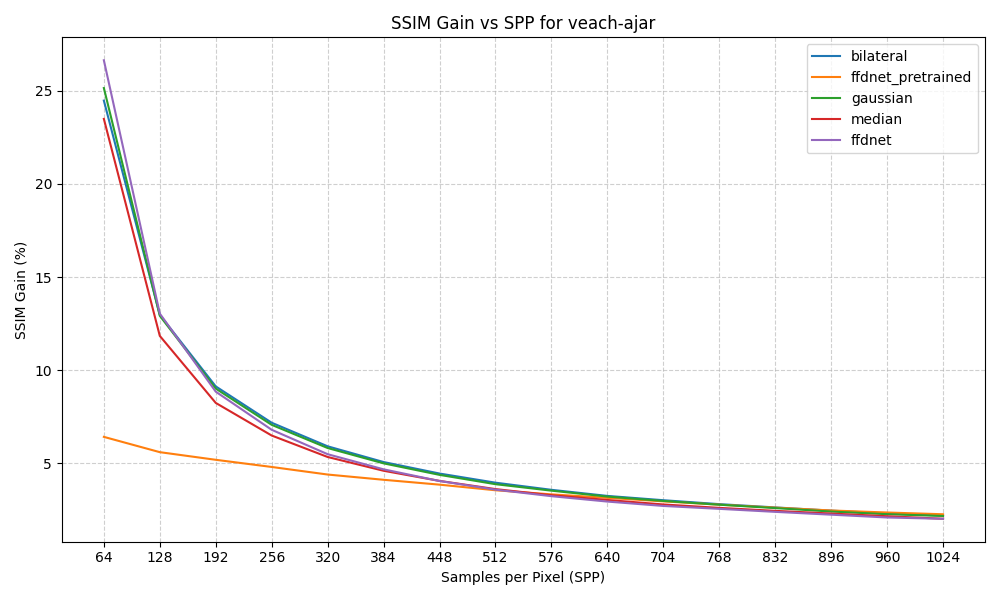 SSIM Gain vs SPP for veach-ajar
bilateral
ffdnet_pretrained
gaussian
median
ffdnet
SSIM Gain (%)
25
20
15
10
5
64 128 192 256 320 384 448 512 576 640 704 768 832 896 960 1024
Samples per Pixel (SPP)